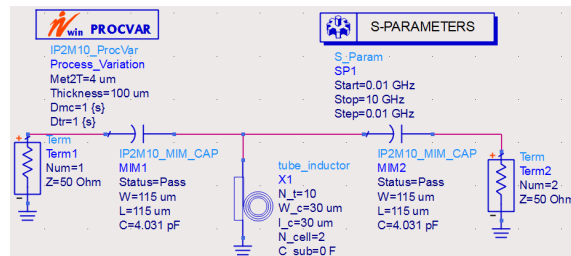 win PROCVAR
S-PARAMETERS
IP2M10_ProcVar
Process_Variation
Met2T=4 um
Thickness=100 um
Dmc=1 {s}
Dtr=1 {s}
S_Param
SP1
Start=0.01 GHz
Stop=10 GHz
Step=0.01 GHz
Term
Term1
Num=1
Z=50 Ohm
IP2M10_MIM_CAP
MIM1
Status=Pass
W=115 um
L=115 um
C=4.031 pF
tube_inductor
X1
N_t=10
W_c=30 um
l_c=30 um
N_cell=2
C_sub=0 F
IP2M10_MIM_CAP
MIM2
Status=Pass
W=115 um
L=115 um
C=4.031 pF
Term
Term2
Num=2
Z=50 Ohm